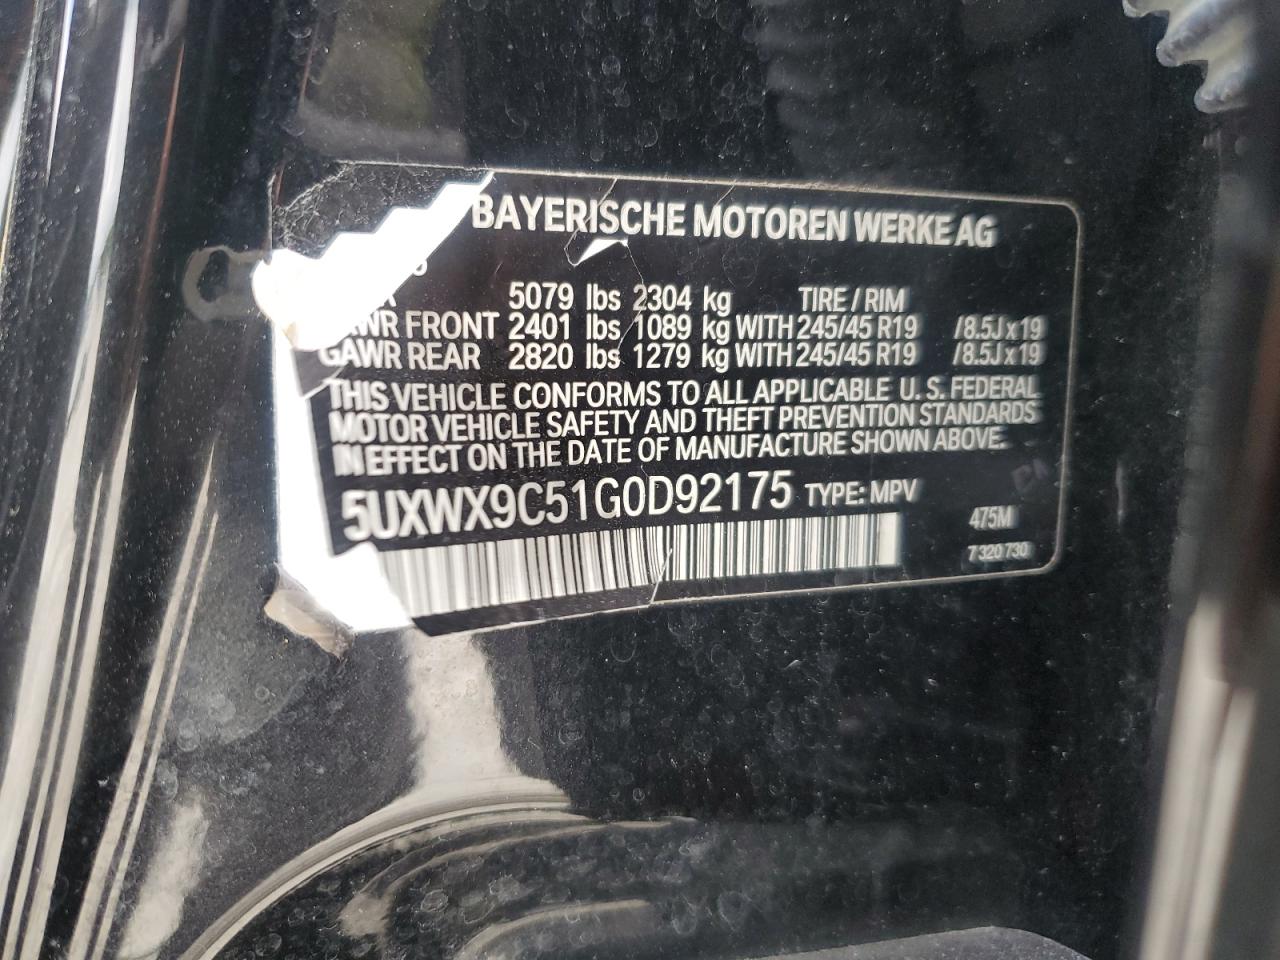 BAYERISCHE MOTOREN WERKE AG
5079 lbs 2304 kg TIRE / RIM
FRONT 2401 lbs 1089 kg WITH 245/45 R19 / 8.5J x 19
GAWR REAR 2820 lbs 1279 kg WITH 245/45 R19 / 8.5J x 19
THIS VEHICLE CONFORMS TO ALL APPLICABLE U. S. FEDERAL
MOTOR VEHICLE SAFETY AND THEFT PREVENTION STANDARDS
IN EFFECT ON THE DATE OF MANUFACTURE SHOWN ABOVE.
5UXWX9C51G0D92175 TYPE: MPV
475M
7 320 730